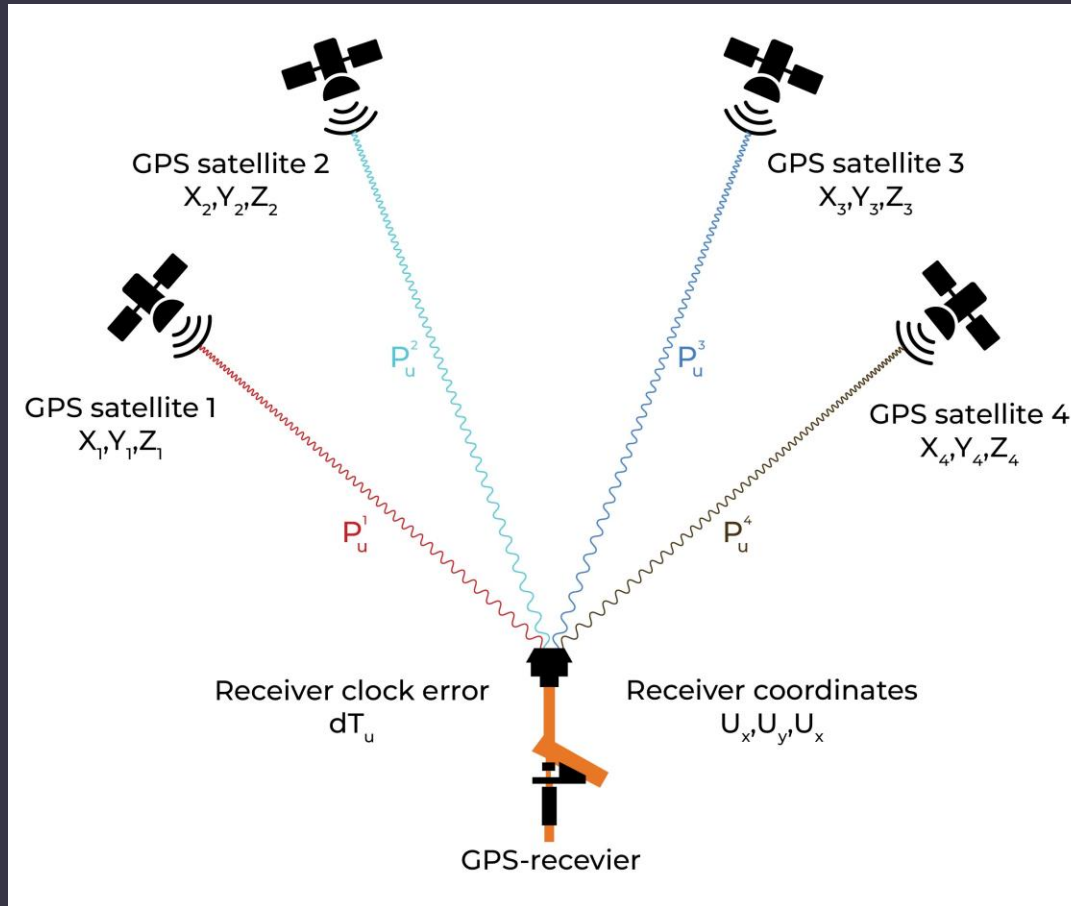 GPS satellite 2
X₂,Y₂,Z₂
GPS satellite 3
X₃,Y₃,Z₃
GPS satellite 1
X₁,Y₁,Z₁
GPS satellite 4
X₄,Y₄,Z₄
Pᵤ²
Pᵤ³
Pᵤ¹
Pᵤ⁴
Receiver clock error
dTᵤ
Receiver coordinates
Uₓ,Uᵧ,Uₓ
GPS-recevier